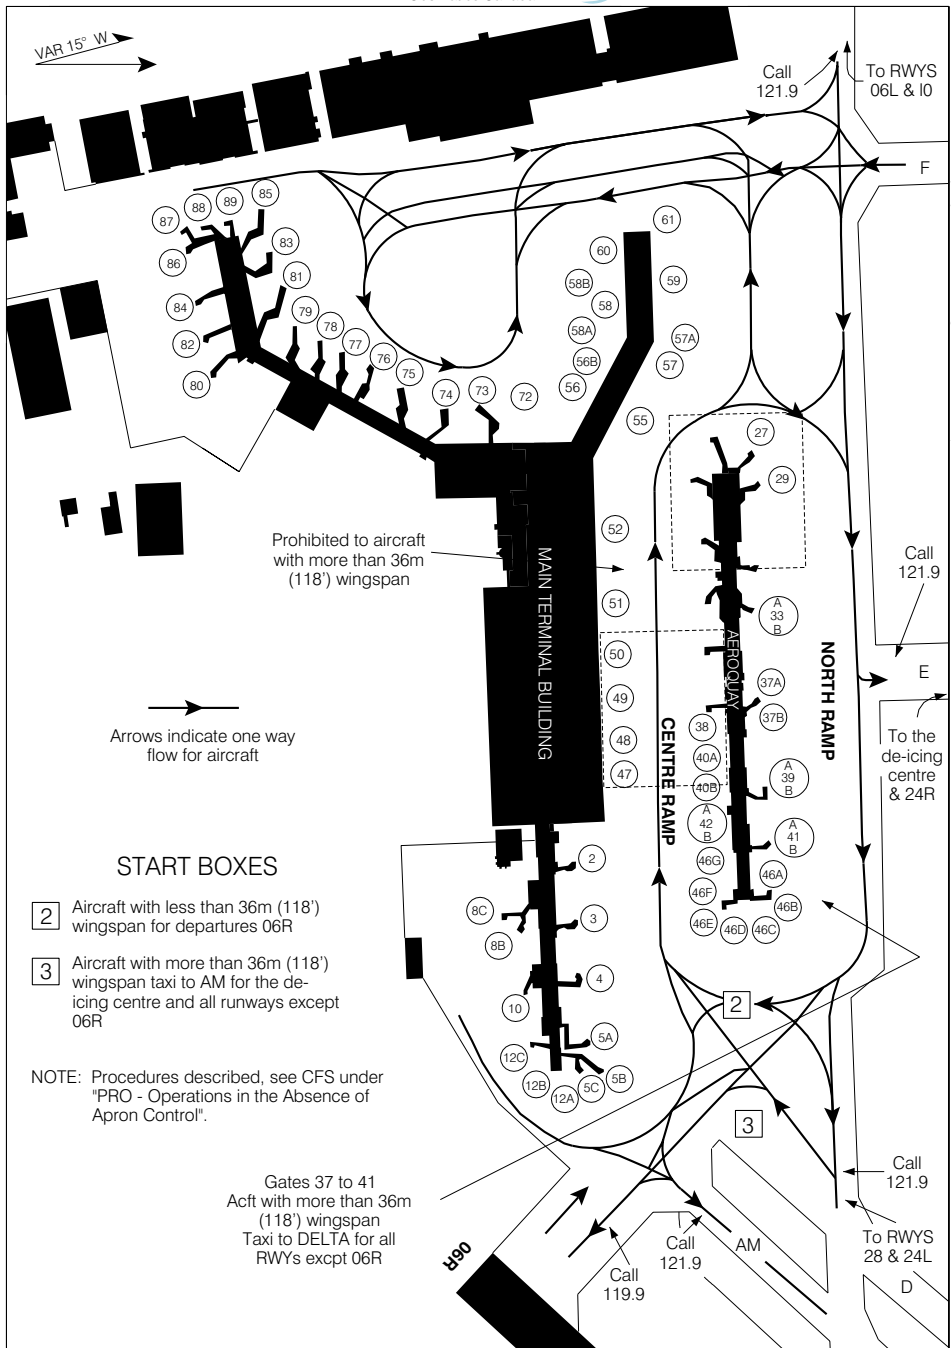 VAR 15° W
Call
121.9
To RWYS
06L & I0
F
85
89
88
87
86
83
81
84
79
82
78
77
76
80
75
74
73
72
61
60
59
58B
58
58A
57A
56B
57
56
55
27
29
52
51
50
49
48
47
Prohibited to aircraft
with more than 36m
(118') wingspan
MAIN TERMINAL BUILDING
AEROQUAY
CENTRE RAMP
NORTH RAMP
A
33
B
37A
37B
38
40A
40B
A
39
B
A
42
B
A
41
B
46G
46A
46F
46B
46E
46D
46C
Call
121.9
E
To the
de-icing
centre
& 24R
Arrows indicate one way
flow for aircraft
START BOXES
2 Aircraft with less than 36m (118')
wingspan for departures 06R
3 Aircraft with more than 36m (118')
wingspan taxi to AM for the de-
icing centre and all runways except
06R
NOTE: Procedures described, see CFS under
"PRO - Operations in the Absence of
Apron Control".
2
8C
3
8B
4
10
5A
12C
5B
12B
5C
12A
2
3
Gates 37 to 41
Acft with more than 36m
(118') wingspan
Taxi to DELTA for all
RWYs excpt 06R
06R
Call
119.9
Call
121.9
AM
Call
121.9
To RWYS
28 & 24L
D